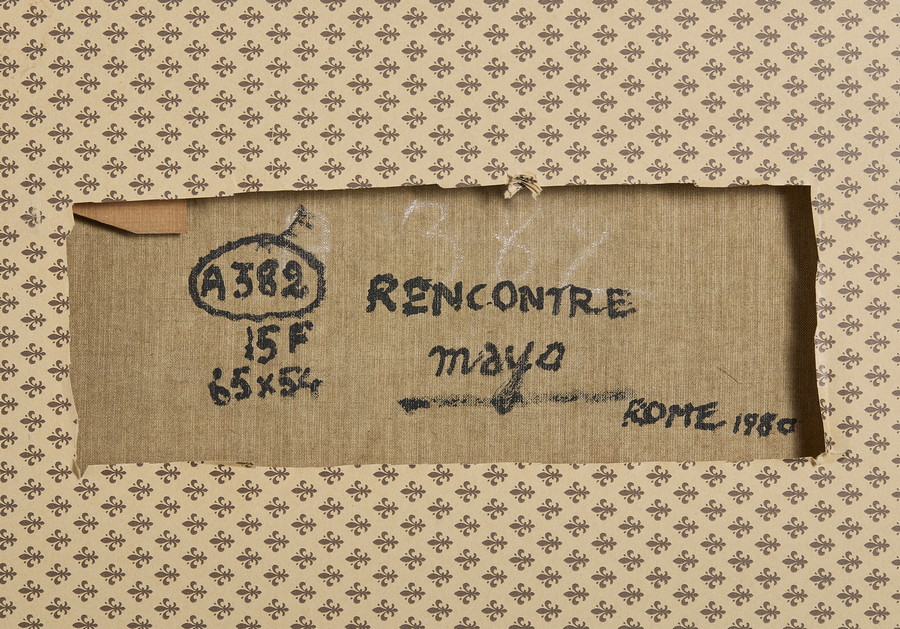 A382
15F
65x54
RENCONTRE
mayo
ROME 1980